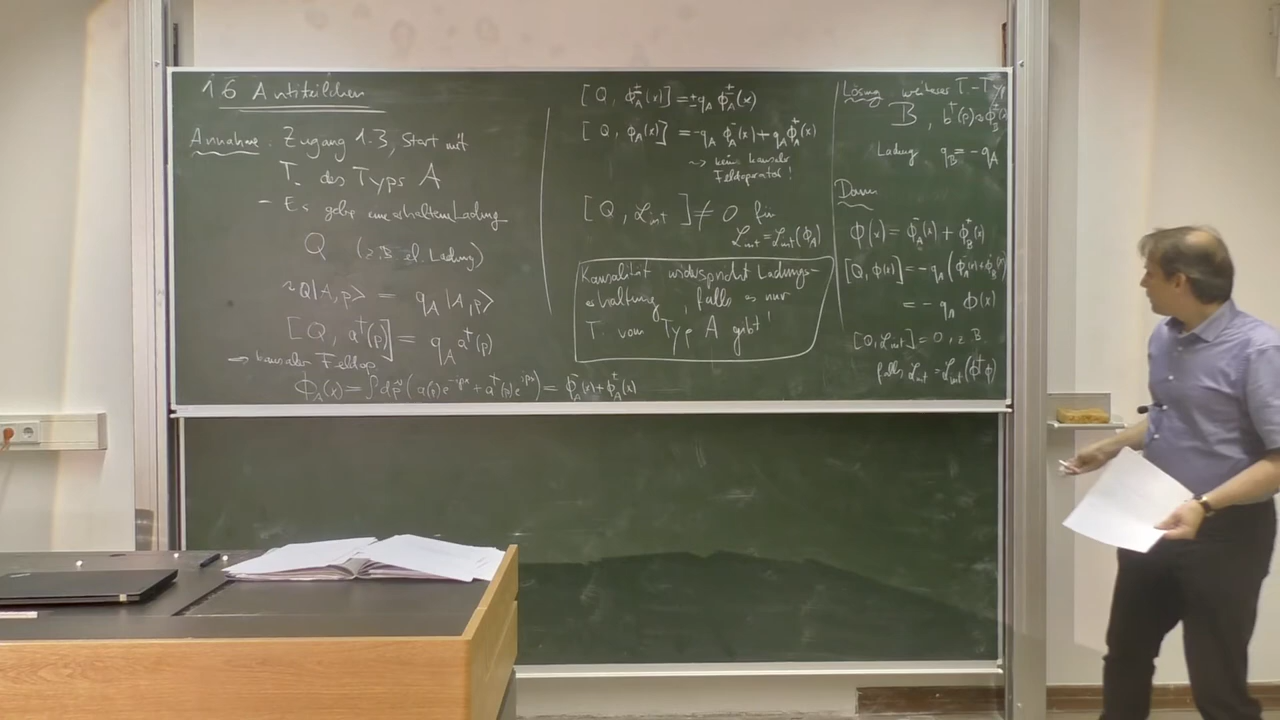 1.6 Antiteilchen
Annahme: Zugang 1.3, Start mit
T. des Typs A
- Es gebe eine erhaltene Ladung
Q (z.B. el. Ladung)
~ Q|A,p> = q_A |A,p>
[Q, a†(p)] = q_A a†(p)
⇒ kausaler Feldop.
Φ_A(x) = ∫ dp̃ (a(p)e^{-ipx} + a†(p)e^{ipx}) = ϕ_A^-(x) + ϕ_A^+(x)
[Q, ϕ_A^±(x)] = ± q_A ϕ_A^±(x)
[Q, ϕ_A(x)] = -q_A ϕ_A^-(x) + q_A ϕ_A^+(x)
~> kein kausaler
Feldoperator!
[Q, ℒ_int] ≠ 0 für
ℒ_int = ℒ_int(ϕ_A)
Kausalität widerspricht Ladungs-
erhaltung, falls es nur
T. vom Typ A gibt!
Lösung weiteres T.-Typ
B, b†(p) ~ ϕ_B^+(x)
Ladung q_B = -q_A
Dann
ϕ(x) = ϕ_A^-(x) + ϕ_B^+(x)
[Q, ϕ(x)] = -q_A (ϕ_A^-(x) + ϕ_B^+(x))
= -q_A ϕ(x)
[Q, ℒ_int] = 0, z.B.
falls ℒ_int = ℒ_int(ϕ†ϕ)